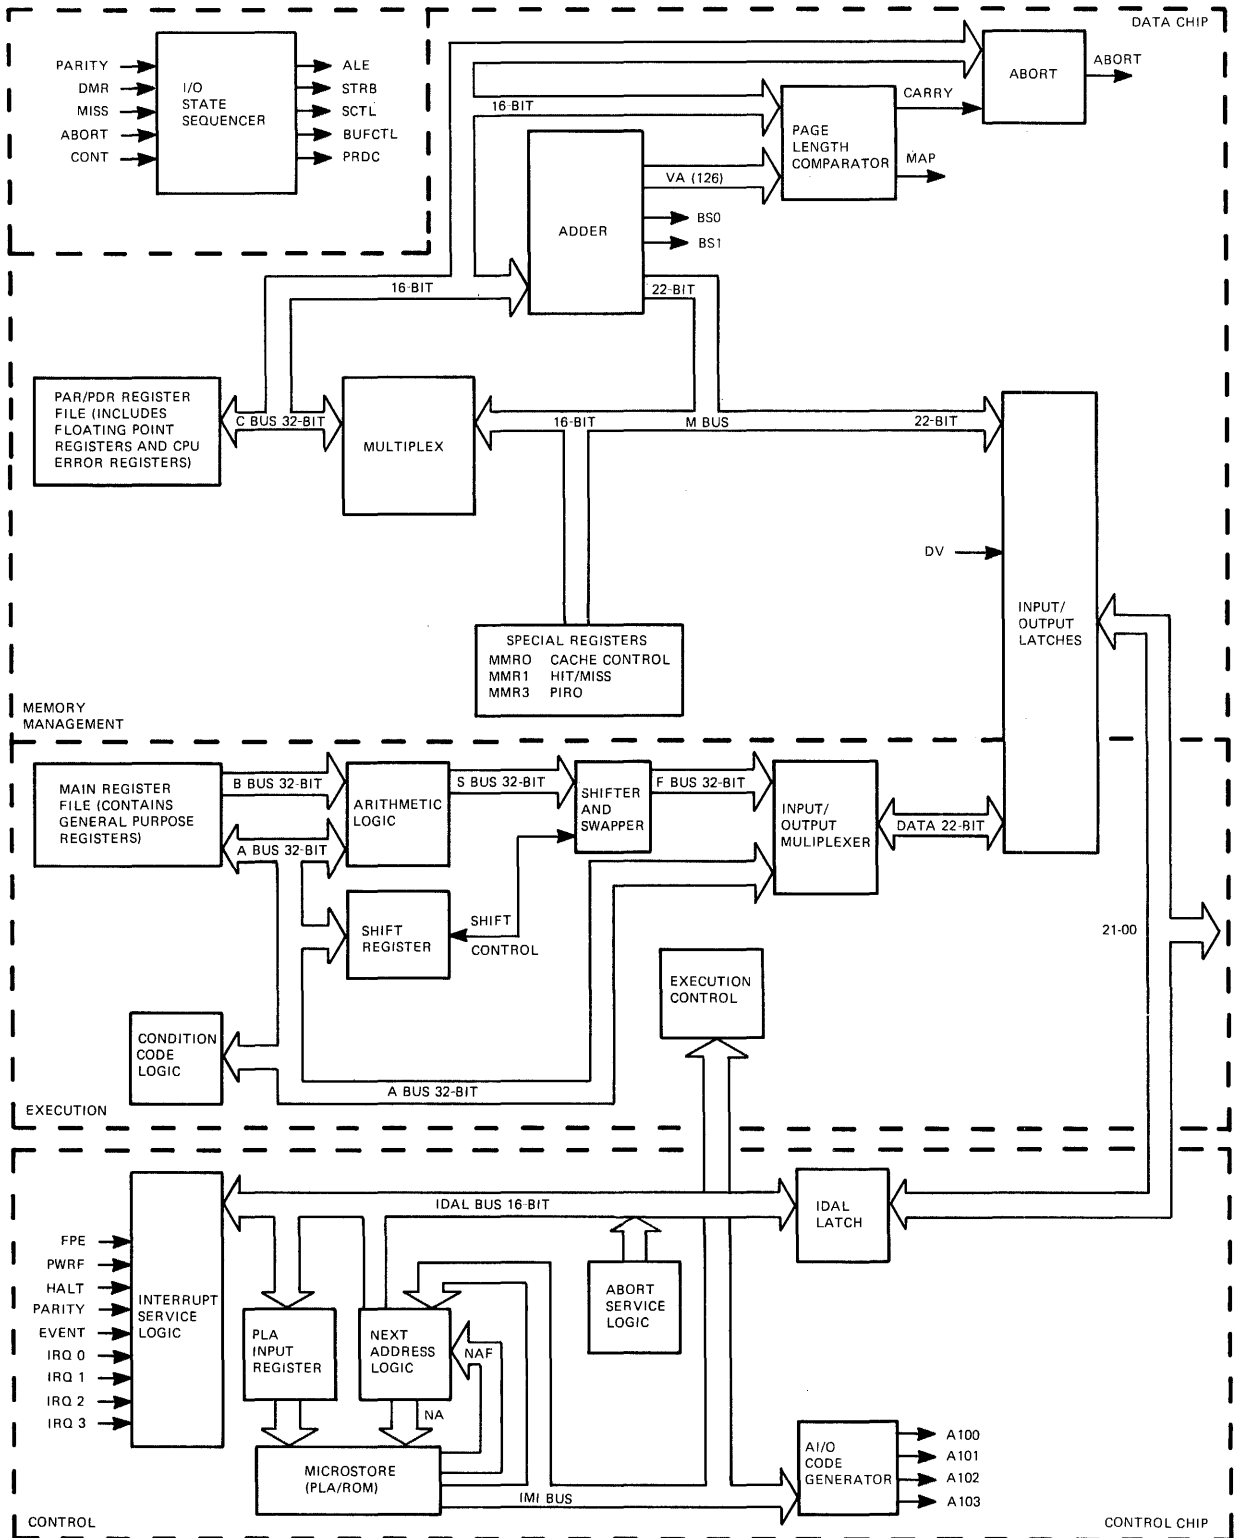 DATA CHIP
PARITY
DMR
MISS
ABORT
CONT
I/O
STATE
SEQUENCER
ALE
STRB
SCTL
BUFCTL
PRDC
ABORT
ABORT
16-BIT
CARRY
PAGE
LENGTH
COMPARATOR
MAP
VA (126)
ADDER
BS0
BS1
16-BIT
22-BIT
PAR/PDR REGISTER
FILE (INCLUDES
FLOATING POINT
REGISTERS AND CPU
ERROR REGISTERS)
C BUS 32-BIT
MULTIPLEX
16-BIT
M BUS
22-BIT
DV
INPUT/
OUTPUT
LATCHES
SPECIAL REGISTERS
MMR0 CACHE CONTROL
MMR1 HIT/MISS
MMR3 PIRO
MEMORY
MANAGEMENT
MAIN REGISTER
FILE (CONTAINS
GENERAL PURPOSE
REGISTERS)
B BUS 32-BIT
A BUS 32-BIT
ARITHMETIC
LOGIC
S BUS 32-BIT
SHIFTER
AND
SWAPPER
F BUS 32-BIT
INPUT/
OUTPUT
MULIPLEXER
DATA 22-BIT
SHIFT
REGISTER
SHIFT
CONTROL
21-00
EXECUTION
CONTROL
CONDITION
CODE
LOGIC
A BUS 32-BIT
EXECUTION
IDAL BUS 16-BIT
IDAL
LATCH
FPE
PWRF
HALT
PARITY
EVENT
IRQ 0
IRQ 1
IRQ 2
IRQ 3
INTERRUPT
SERVICE
LOGIC
PLA
INPUT
REGISTER
NEXT
ADDRESS
LOGIC
NAF
ABORT
SERVICE
LOGIC
NA
MICROSTORE
(PLA/ROM)
IMI BUS
AI/O
CODE
GENERATOR
A100
A101
A102
A103
CONTROL
CONTROL CHIP